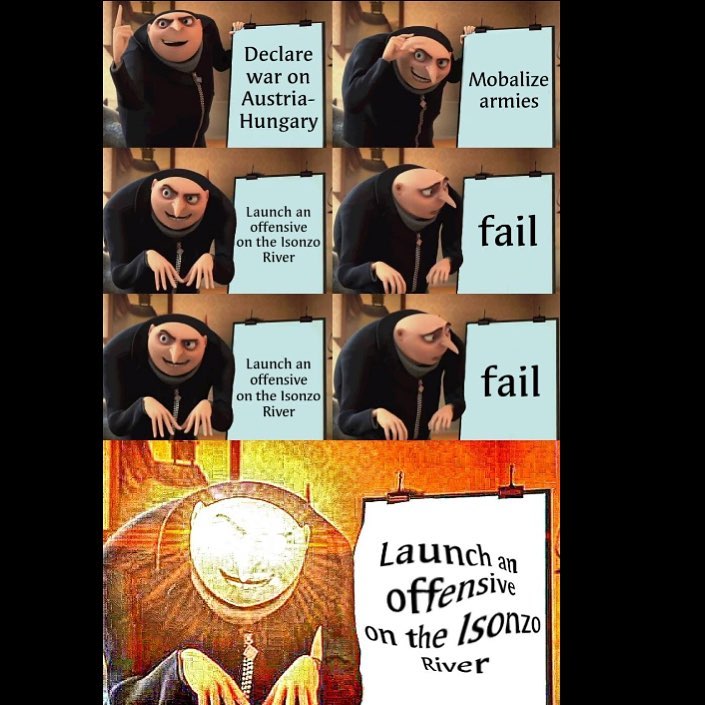 Declare
war on
Austria-
Hungary
Mobalize
armies
Launch an
offensive
on the Isonzo
River
fail
Launch an
offensive
on the Isonzo
River
fail
Launch an
offensive
on the Isonzo
River